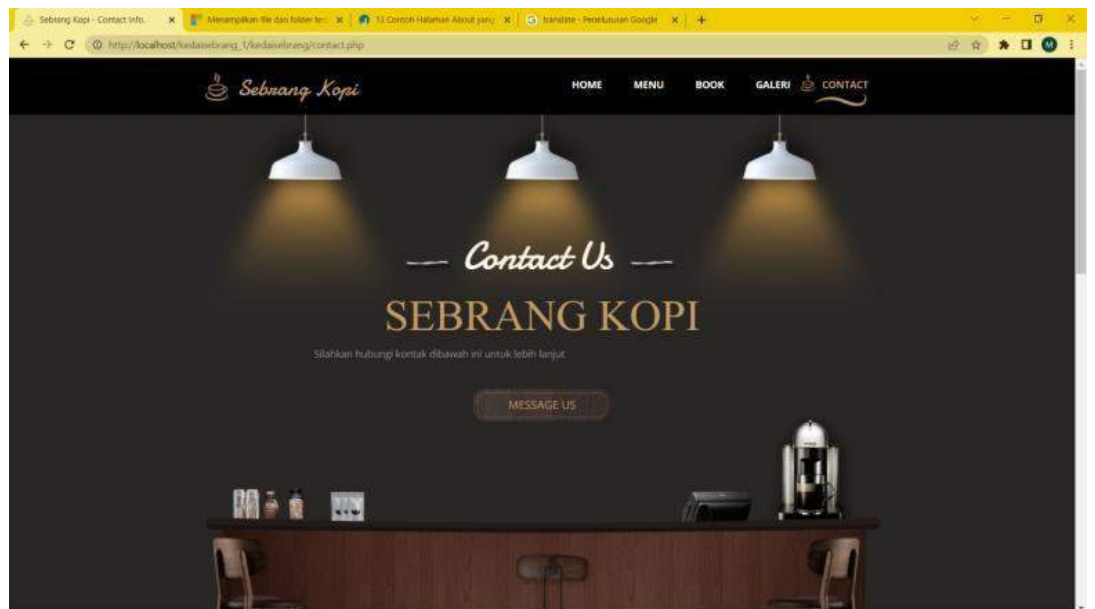 Sebrang Kopi - Contact Info.
Menampilkan file dan folder ter
13 Contoh Halaman About yang
translate - Penelusuran Google
http://localhost/kedaisebrang_1/kedaisebrang/contact.php
M
Sebrang Kopi
HOME
MENU
BOOK
GALERI
CONTACT
Contact Us
SEBRANG KOPI
Silahkan hubungi kontak dibawah ini untuk lebih lanjut
MESSAGE US